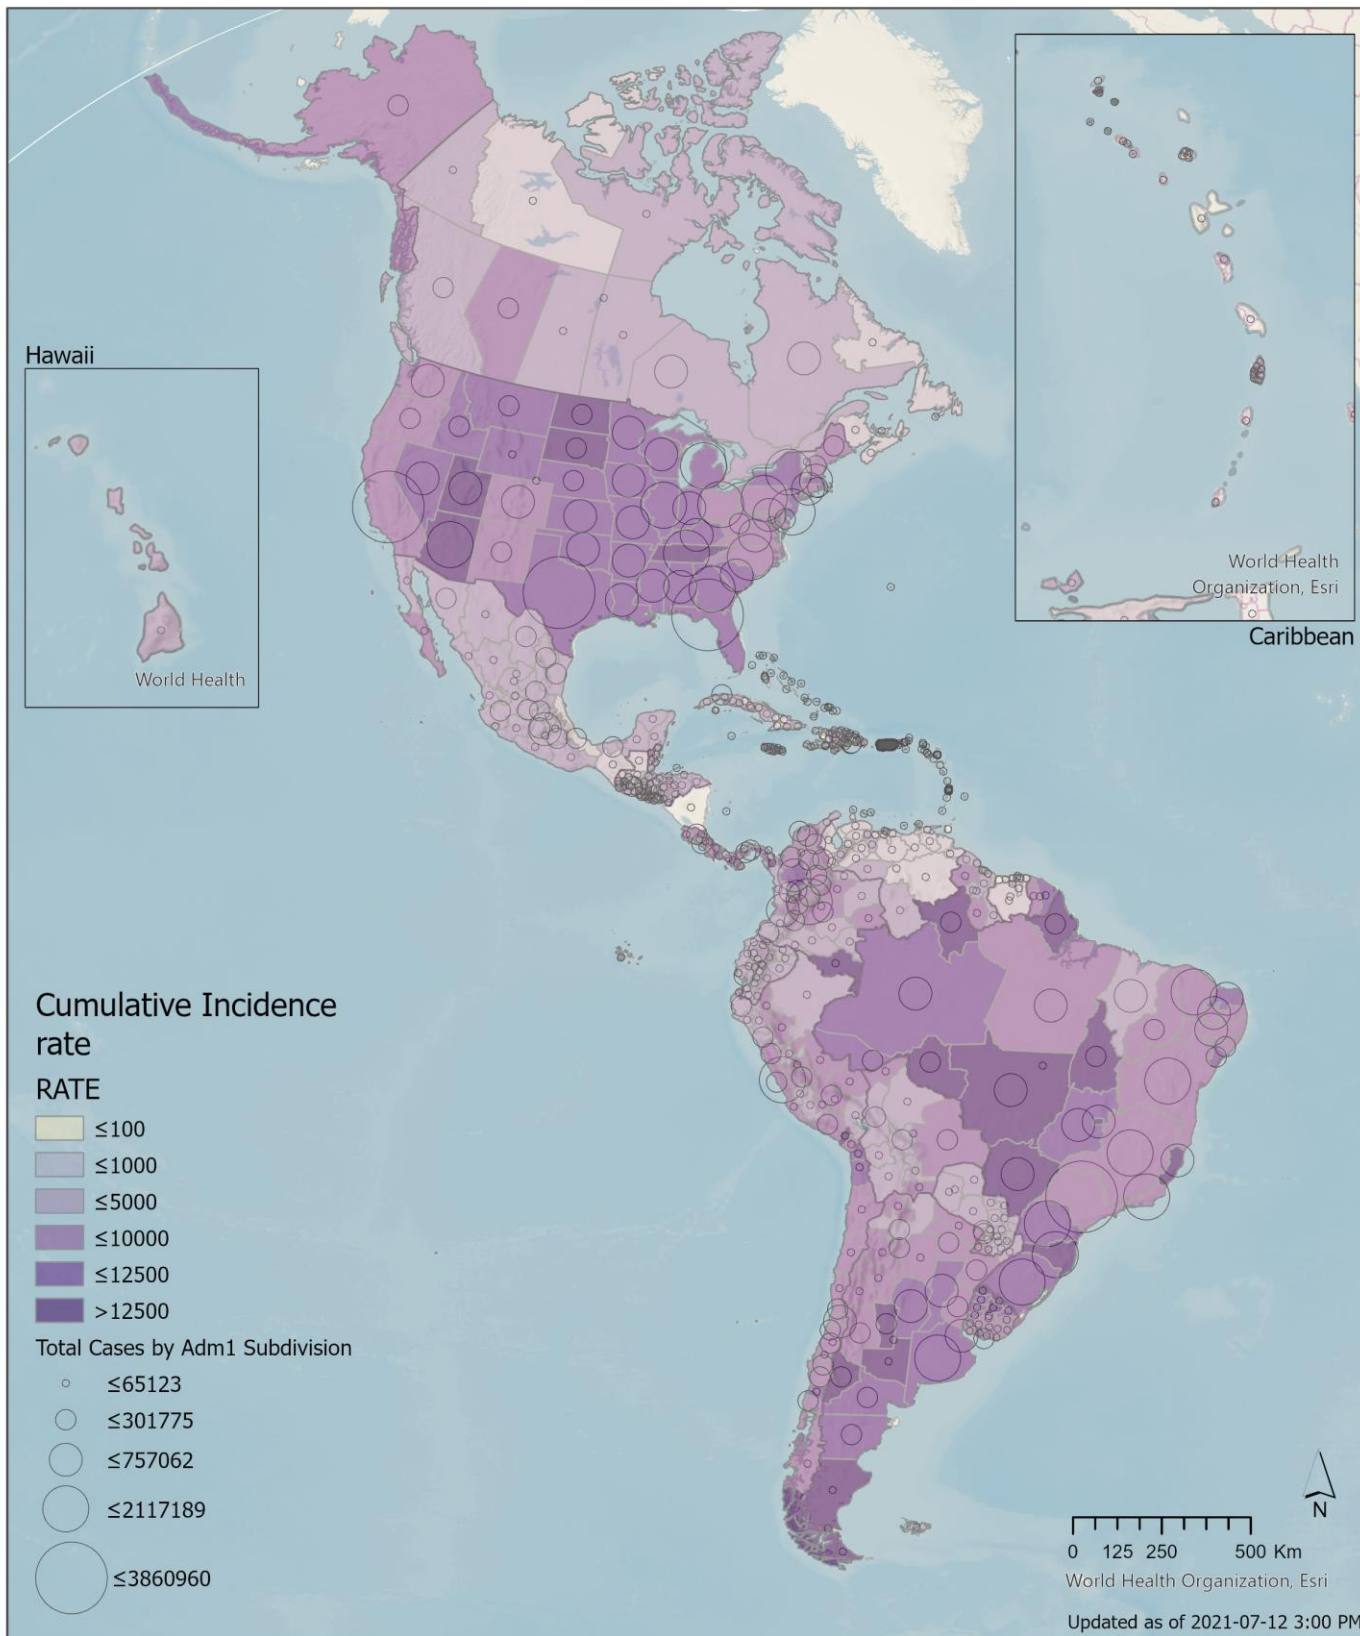 Hawaii
World Health
World Health
Organization, Esri
Caribbean
Cumulative Incidence
rate
RATE
≤100
≤1000
≤5000
≤10000
≤12500
>12500
Total Cases by Adm1 Subdivision
≤65123
≤301775
≤757062
≤2117189
≤3860960
N
0 125 250 500 Km
World Health Organization, Esri
Updated as of 2021-07-12 3:00 PM